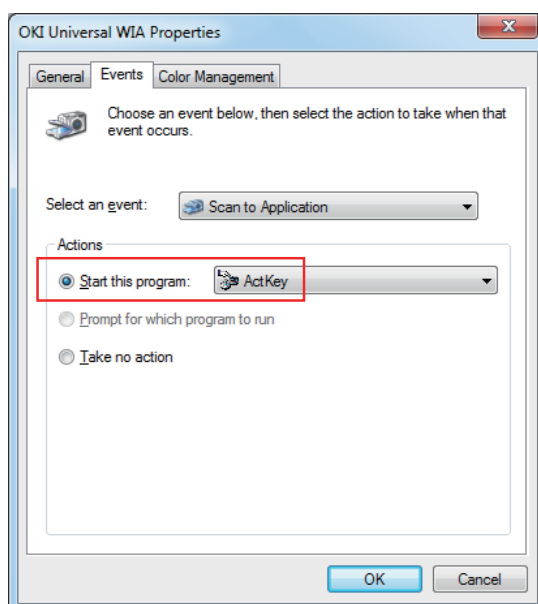 OKI Universal WIA Properties
General Events Color Management
Choose an event below, then select the action to take when that
event occurs.
Select an event: Scan to Application
Actions
Start this program: ActKey
Prompt for which program to run
Take no action
OK Cancel